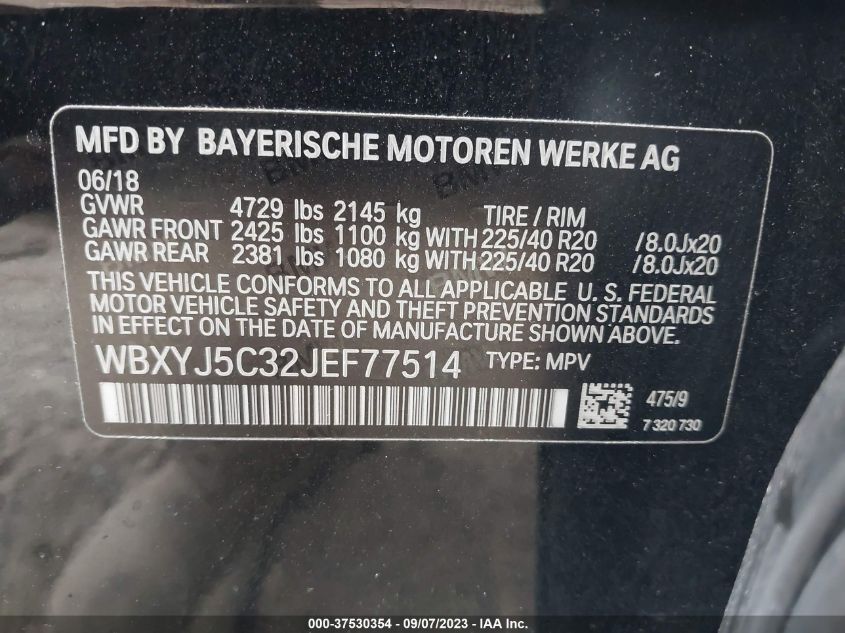 MFD BY BAYERISCHE MOTOREN WERKE AG
06/18
GVWR 4729 lbs 2145 kg TIRE / RIM
GAWR FRONT 2425 lbs 1100 kg WITH 225/40 R20 /8.0Jx20
GAWR REAR 2381 lbs 1080 kg WITH 225/40 R20 /8.0Jx20
THIS VEHICLE CONFORMS TO ALL APPLICABLE U. S. FEDERAL
MOTOR VEHICLE SAFETY AND THEFT PREVENTION STANDARDS
IN EFFECT ON THE DATE OF MANUFACTURE SHOWN ABOVE.
WBXYJ5C32JEF77514 TYPE: MPV
475/9
7 320 730
000-37530354 - 09/07/2023 - IAA Inc.